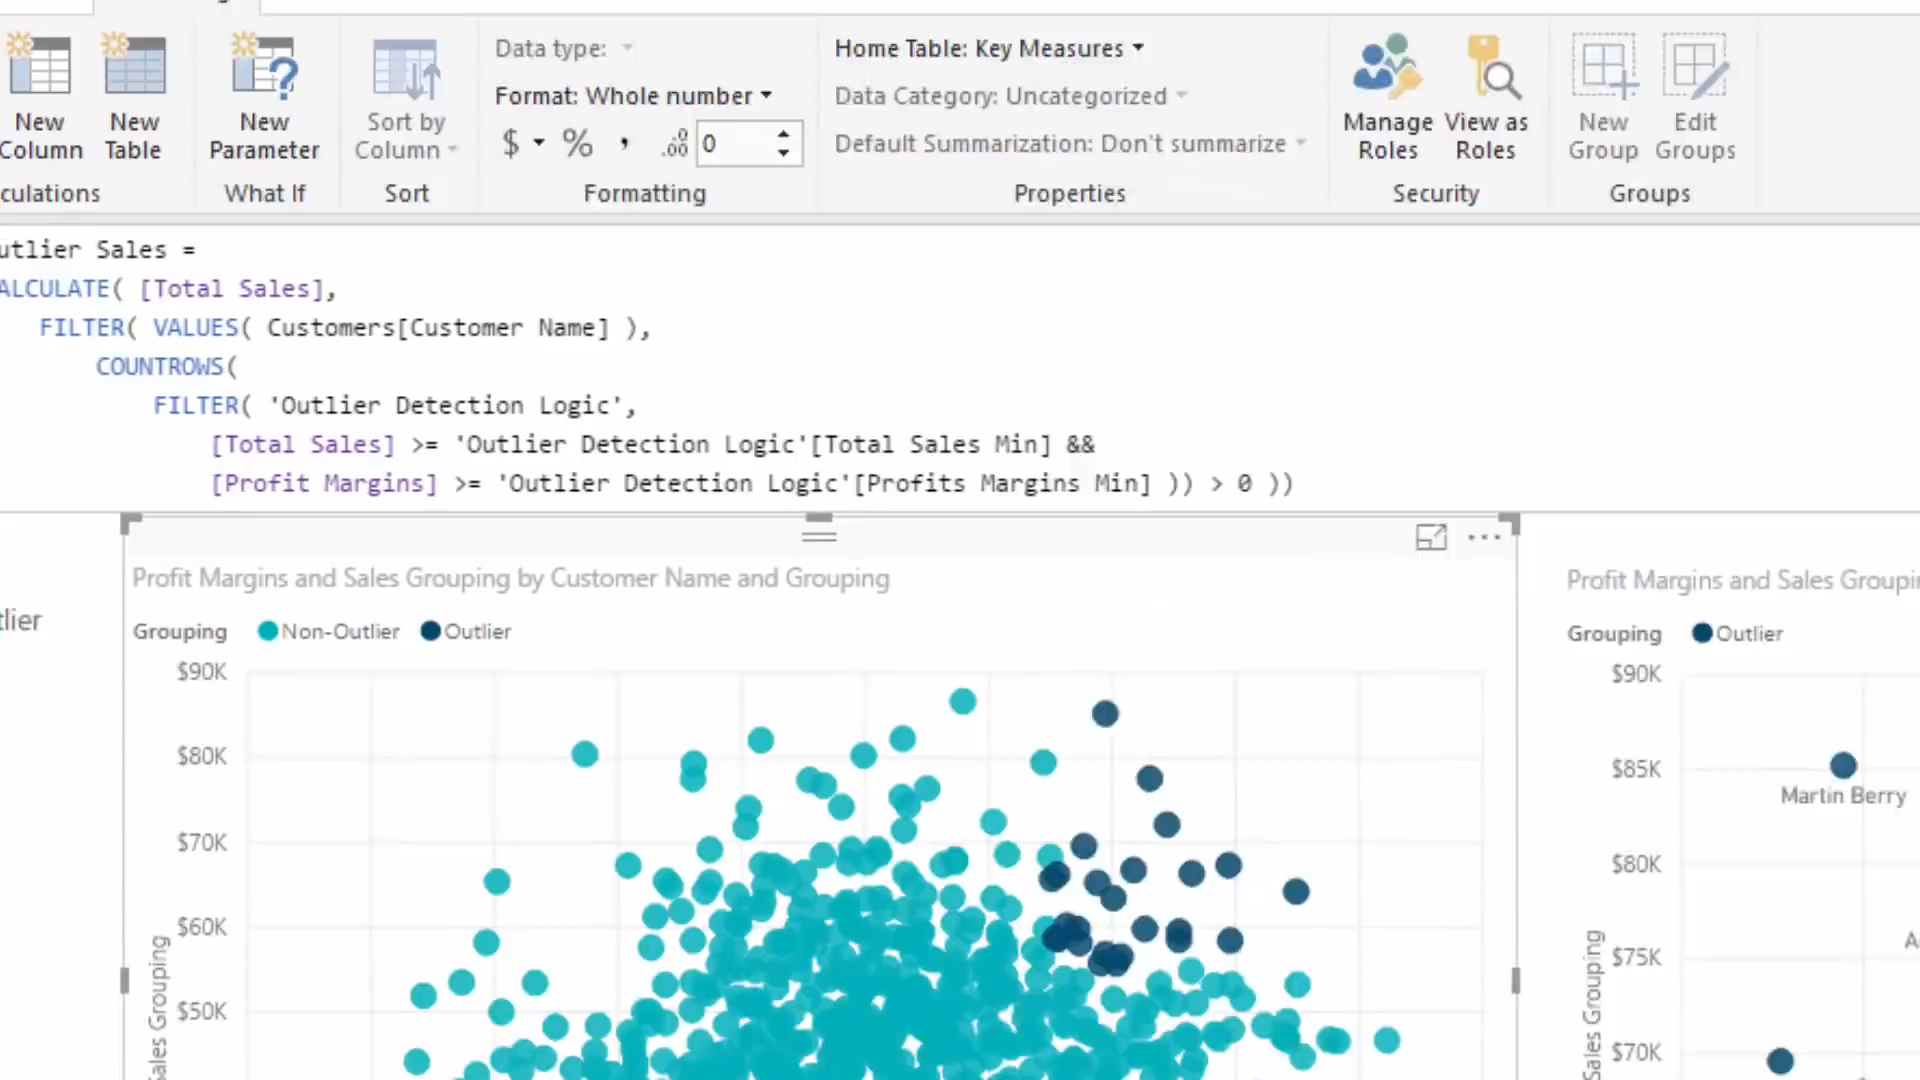 New Column
New Table
New Parameter
Sort by Column
Data type:
Format: Whole number
$ % , .00 0
Home Table: Key Measures
Data Category: Uncategorized
Default Summarization: Don't summarize
Manage Roles
View as Roles
New Group
Edit Groups
culations
What If
Sort
Formatting
Properties
Security
Groups
utlier Sales =
ALCULATE( [Total Sales],
FILTER( VALUES( Customers[Customer Name] ),
COUNTROWS(
FILTER( 'Outlier Detection Logic',
[Total Sales] >= 'Outlier Detection Logic'[Total Sales Min] &&
[Profit Margins] >= 'Outlier Detection Logic'[Profits Margins Min] )) > 0 ))
tlier
Profit Margins and Sales Grouping by Customer Name and Grouping
Grouping Non-Outlier Outlier
$90K
$80K
$70K
$60K
$50K
Sales Grouping
Profit Margins and Sales Groupin
Grouping Outlier
$90K
$85K
Martin Berry
$80K
$75K
$70K
Sales Grouping